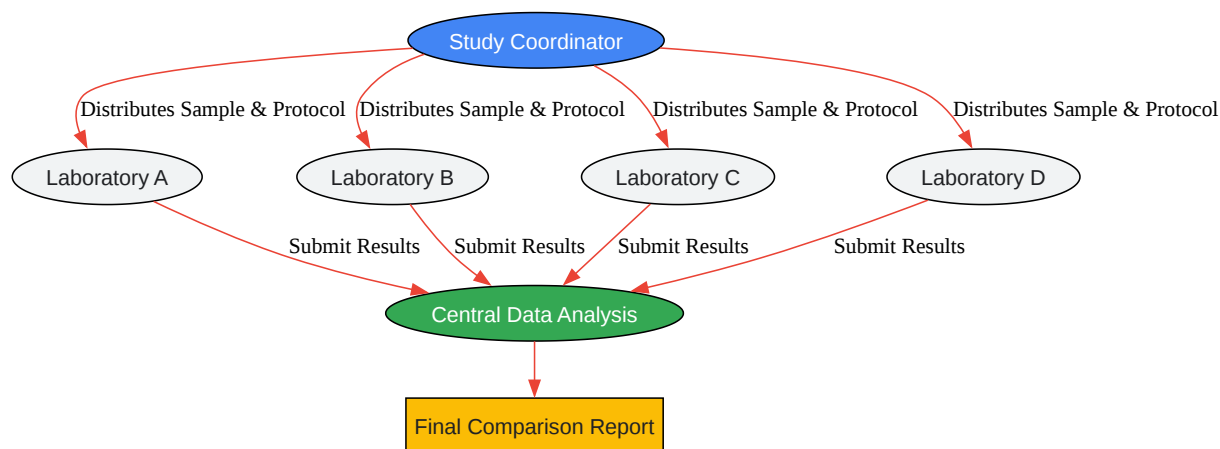 Study Coordinator
Distributes Sample & Protocol
Distributes Sample & Protocol
Distributes Sample & Protocol
Distributes Sample & Protocol
Laboratory A
Laboratory B
Laboratory C
Laboratory D
Submit Results
Submit Results
Submit Results
Submit Results
Central Data Analysis
Final Comparison Report